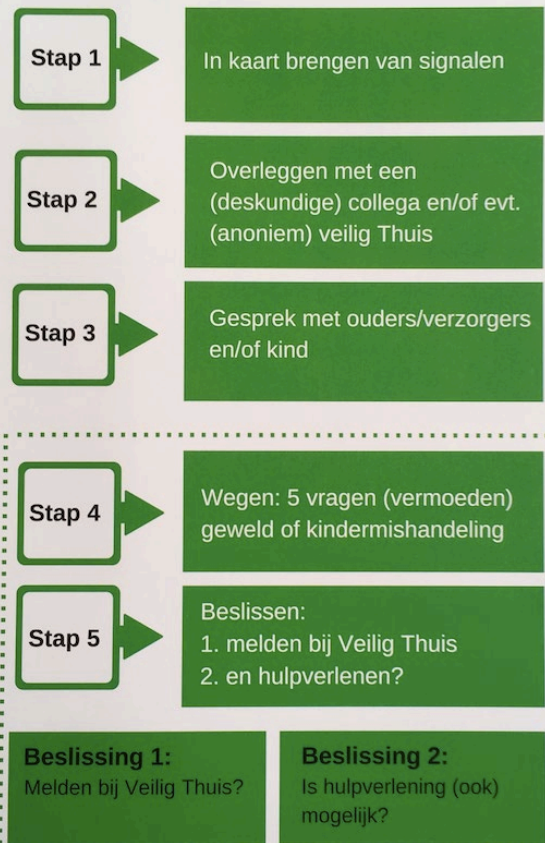 Stap 1
In kaart brengen van signalen
Stap 2
Overleggen met een
(deskundige) collega en/of evt.
(anoniem) veilig Thuis
Stap 3
Gesprek met ouders/verzorgers
en/of kind
Stap 4
Wegen: 5 vragen (vermoeden)
geweld of kindermishandeling
Stap 5
Beslissen:
1. melden bij Veilig Thuis
2. en hulpverlenen?
Beslissing 1:
Melden bij Veilig Thuis?
Beslissing 2:
Is hulpverlening (ook)
mogelijk?